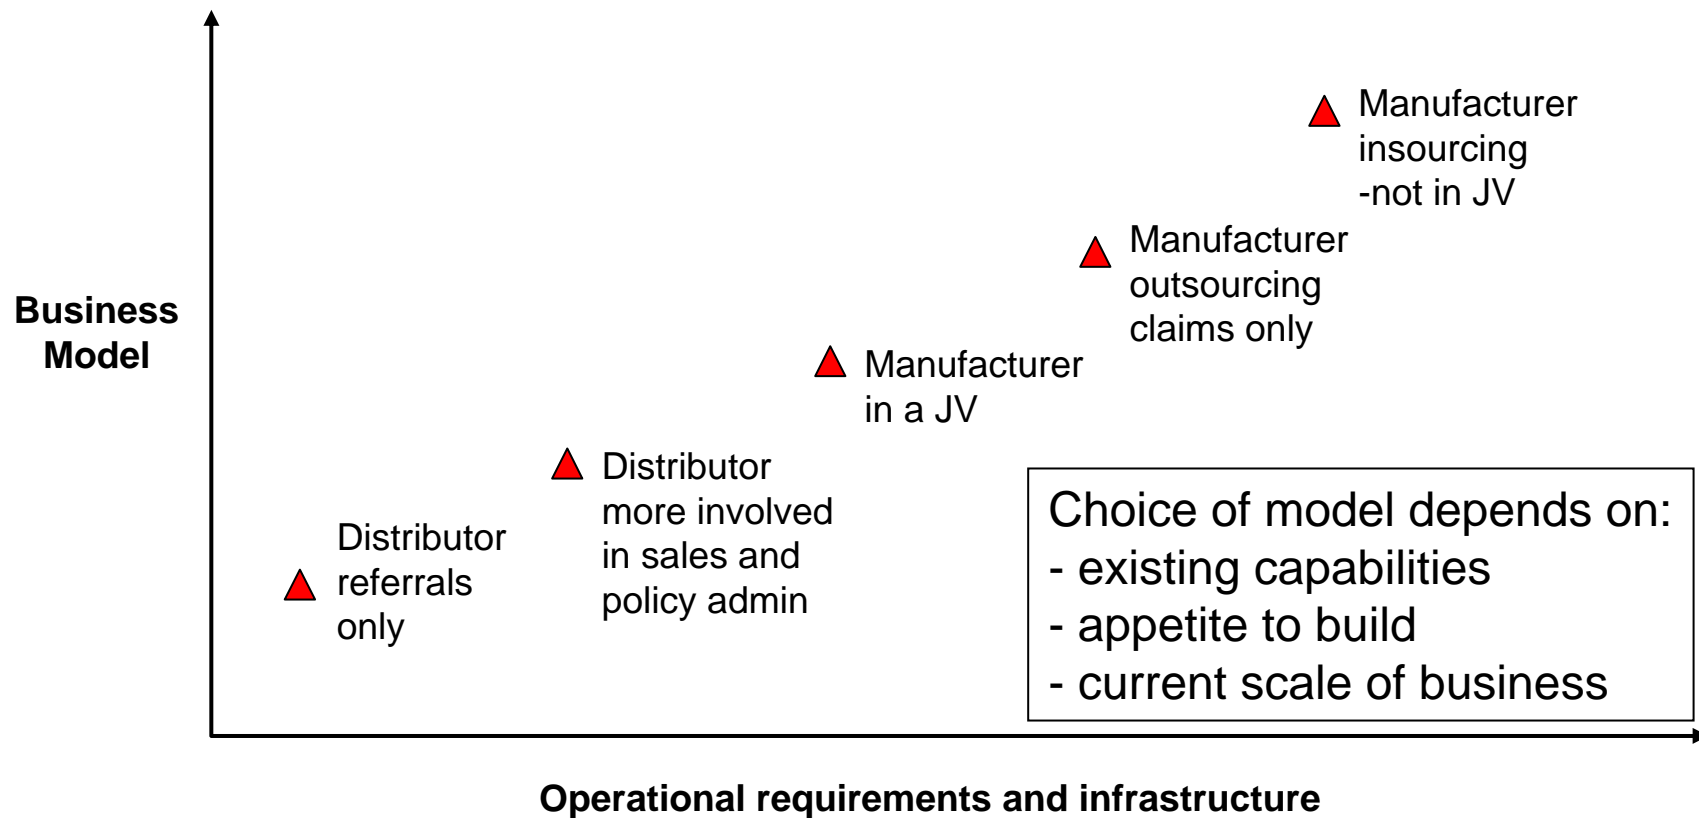 Manufacturer
insourcing
-not in JV
Manufacturer
outsourcing
claims only
Business
Model
Manufacturer
in a JV
Distributor
more involved
in sales and
policy admin
Distributor
referrals
only
Choice of model depends on:
- existing capabilities
- appetite to build
- current scale of business
Operational requirements and infrastructure